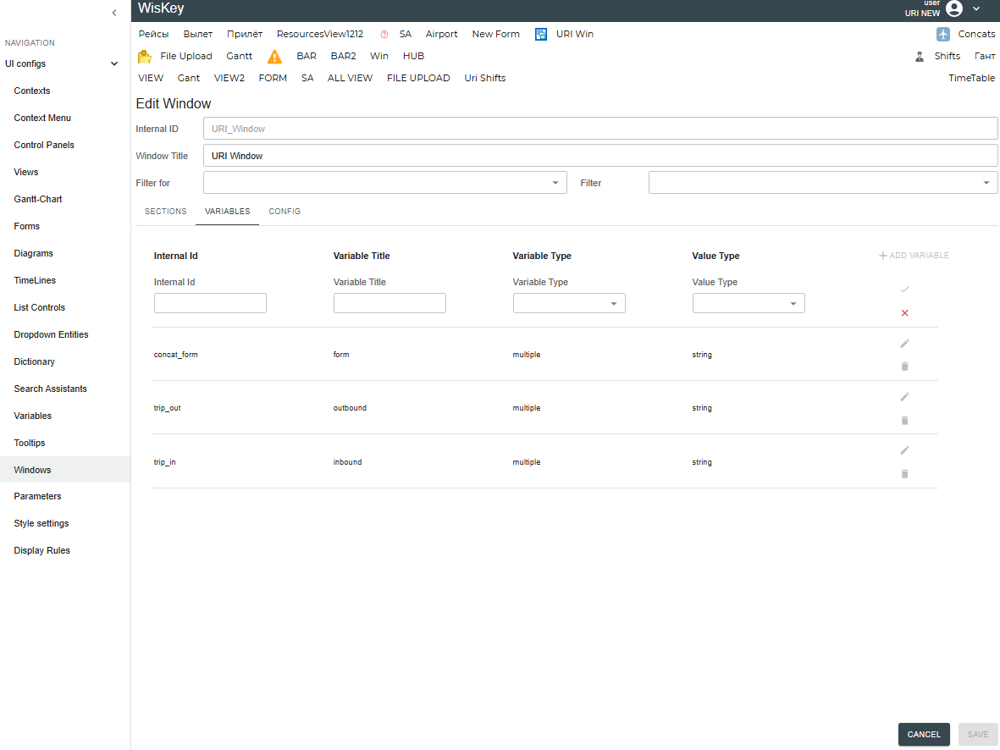 WisKey
user
URI NEW
NAVIGATION
UI configs
Contexts
Context Menu
Control Panels
Views
Gantt-Chart
Forms
Diagrams
TimeLines
List Controls
Dropdown Entities
Dictionary
Search Assistants
Variables
Tooltips
Windows
Parameters
Style settings
Display Rules
Рейсы Вылет Прилёт ResourcesView1212 SA Airport New Form URI Win Concats
File Upload Gantt BAR BAR2 Win HUB Shifts Гант
VIEW Gant VIEW2 FORM SA ALL VIEW FILE UPLOAD Uri Shifts TimeTable
Edit Window
Internal ID URI_Window
Window Title URI Window
Filter for Filter
SECTIONS VARIABLES CONFIG
Internal Id Variable Title Variable Type Value Type ADD VARIABLE
Internal Id Variable Title Variable Type Value Type
concat_form form multiple string
trip_out outbound multiple string
trip_in inbound multiple string
CANCEL SAVE